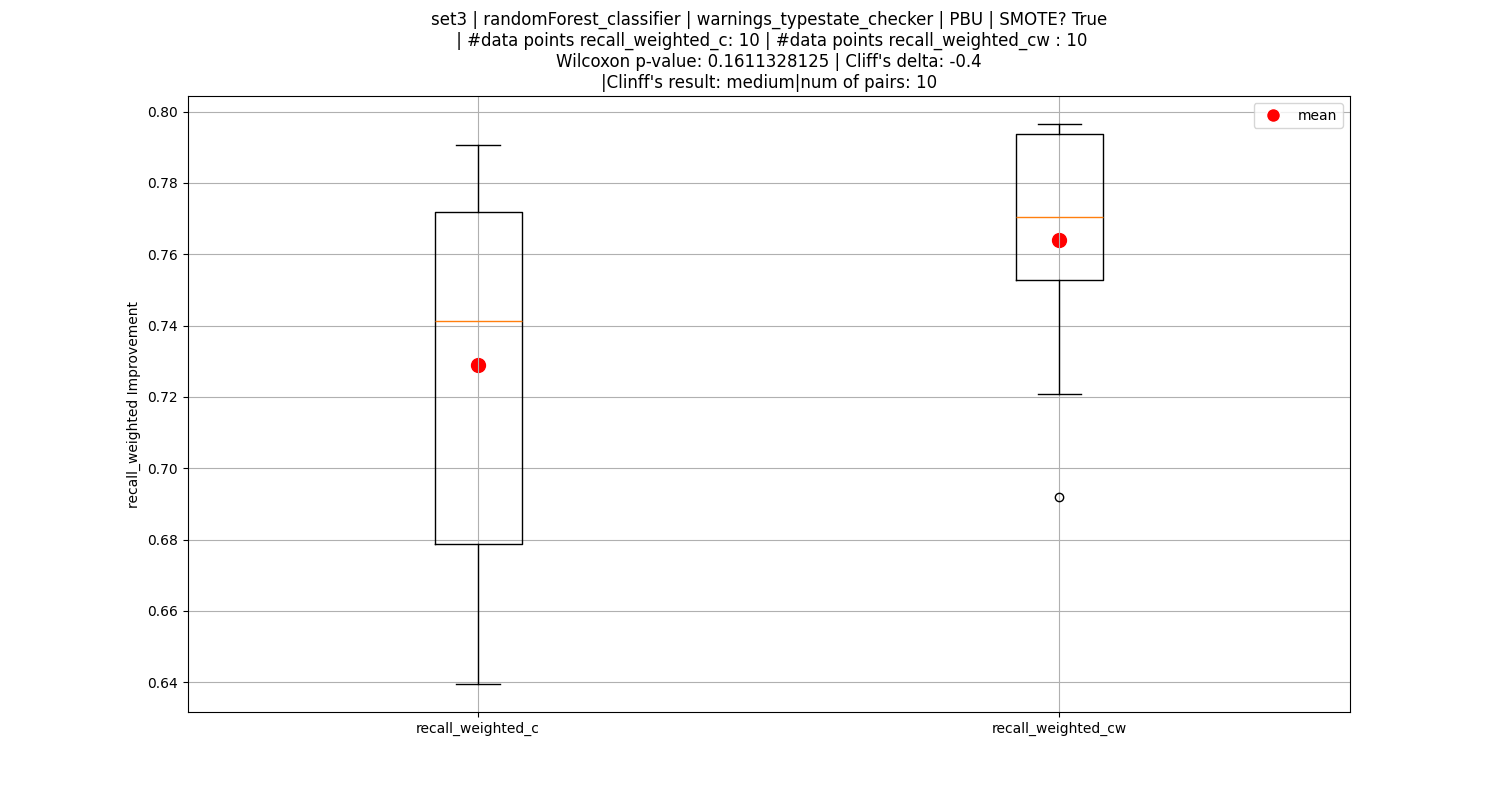 set3 | randomForest_classifier | warnings_typestate_checker | PBU | SMOTE? True
| #data points recall_weighted_c: 10 | #data points recall_weighted_cw : 10
Wilcoxon p-value: 0.1611328125 | Cliff's delta: -0.4
|Clinff's result: medium|num of pairs: 10
mean
0.80
0.78
0.76
0.74
0.72
0.70
0.68
0.66
0.64
recall_weighted Improvement
recall_weighted_c
recall_weighted_cw